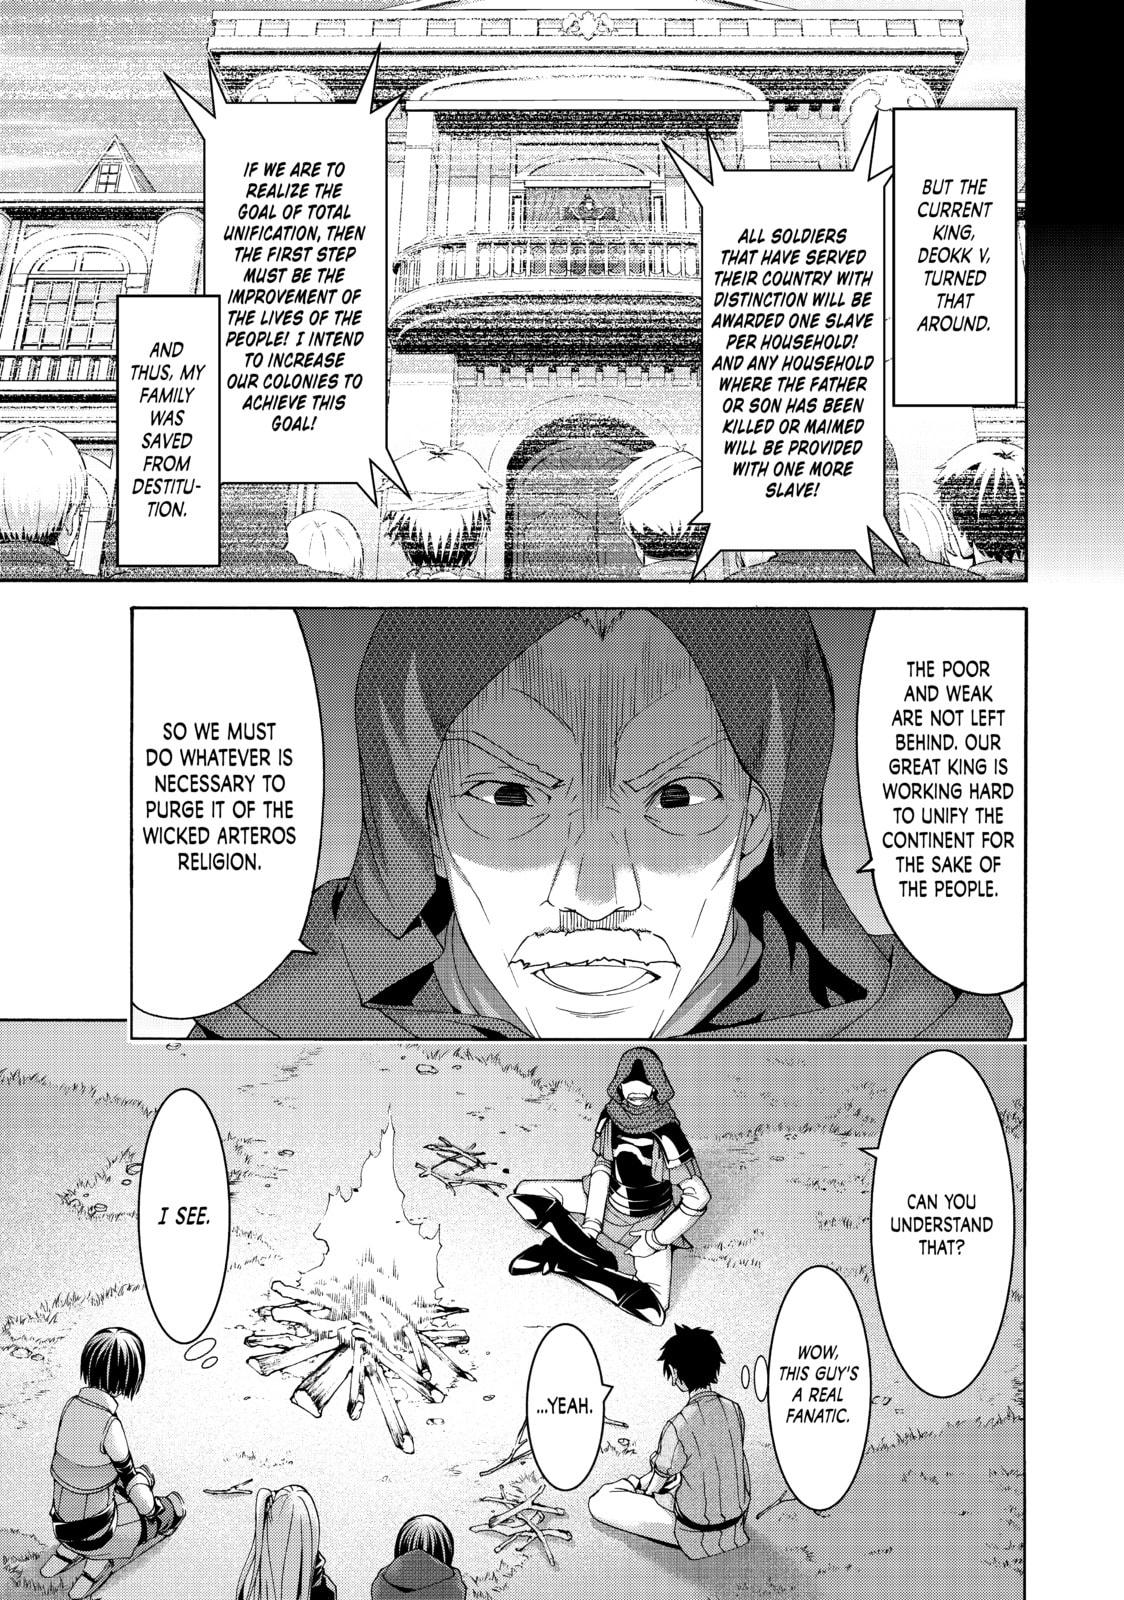 BUT THE
CURRENT
KING,
DEOKK V,
TURNED
THAT
AROUND.
ALL SOLDIERS
THAT HAVE SERVED
THEIR COUNTRY WITH
DISTINCTION WILL BE
AWARDED ONE SLAVE
PER HOUSEHOLD!
AND ANY HOUSEHOLD
WHERE THE FATHER
OR SON HAS BEEN
KILLED OR MAIMED
WILL BE PROVIDED
WITH ONE MORE
SLAVE!
IF WE ARE TO
REALIZE THE
GOAL OF TOTAL
UNIFICATION, THEN
THE FIRST STEP
MUST BE THE
IMPROVEMENT OF
THE LIVES OF THE
PEOPLE! I INTEND
TO INCREASE
OUR COLONIES TO
ACHIEVE THIS
GOAL!
AND
THUS, MY
FAMILY
WAS
SAVED
FROM
DESTITU-
TION.
THE POOR
AND WEAK
ARE NOT LEFT
BEHIND. OUR
GREAT KING IS
WORKING HARD
TO UNIFY THE
CONTINENT FOR
THE SAKE OF
THE PEOPLE.
SO WE MUST
DO WHATEVER IS
NECESSARY TO
PURGE IT OF THE
WICKED ARTEROS
RELIGION.
CAN YOU
UNDERSTAND
THAT?
WOW,
THIS GUY'S
A REAL
FANATIC.
...YEAH.
I SEE.